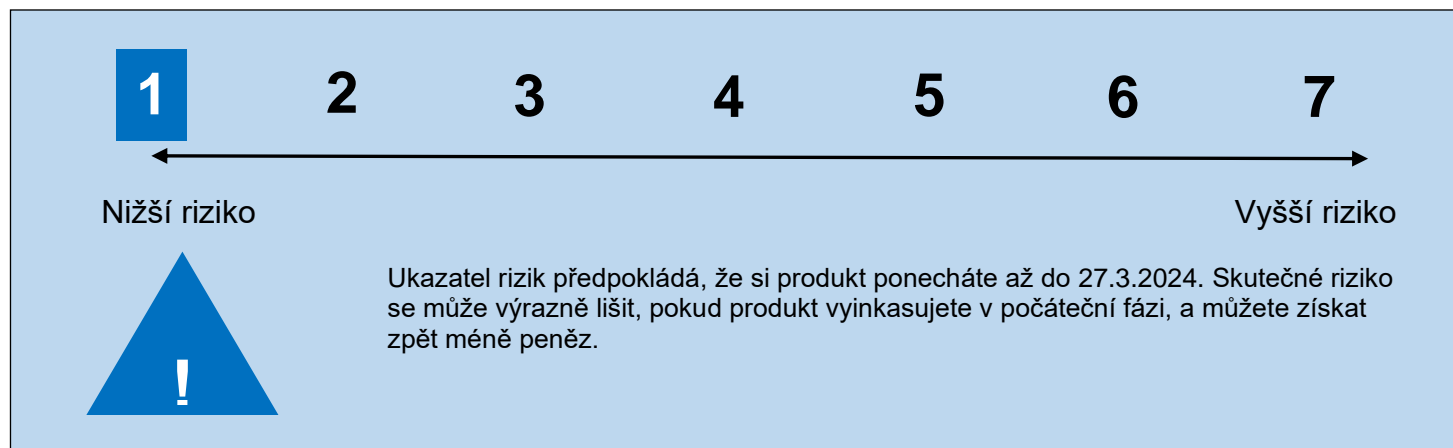 1 2 3 4 5 6 7
Nižší riziko Vyšší riziko
Ukazatel rizik předpokládá, že si produkt ponecháte až do 27.3.2024. Skutečné riziko
se může výrazně lišit, pokud produkt vyinkasujete v počáteční fázi, a můžete získat
zpět méně peněz.
!